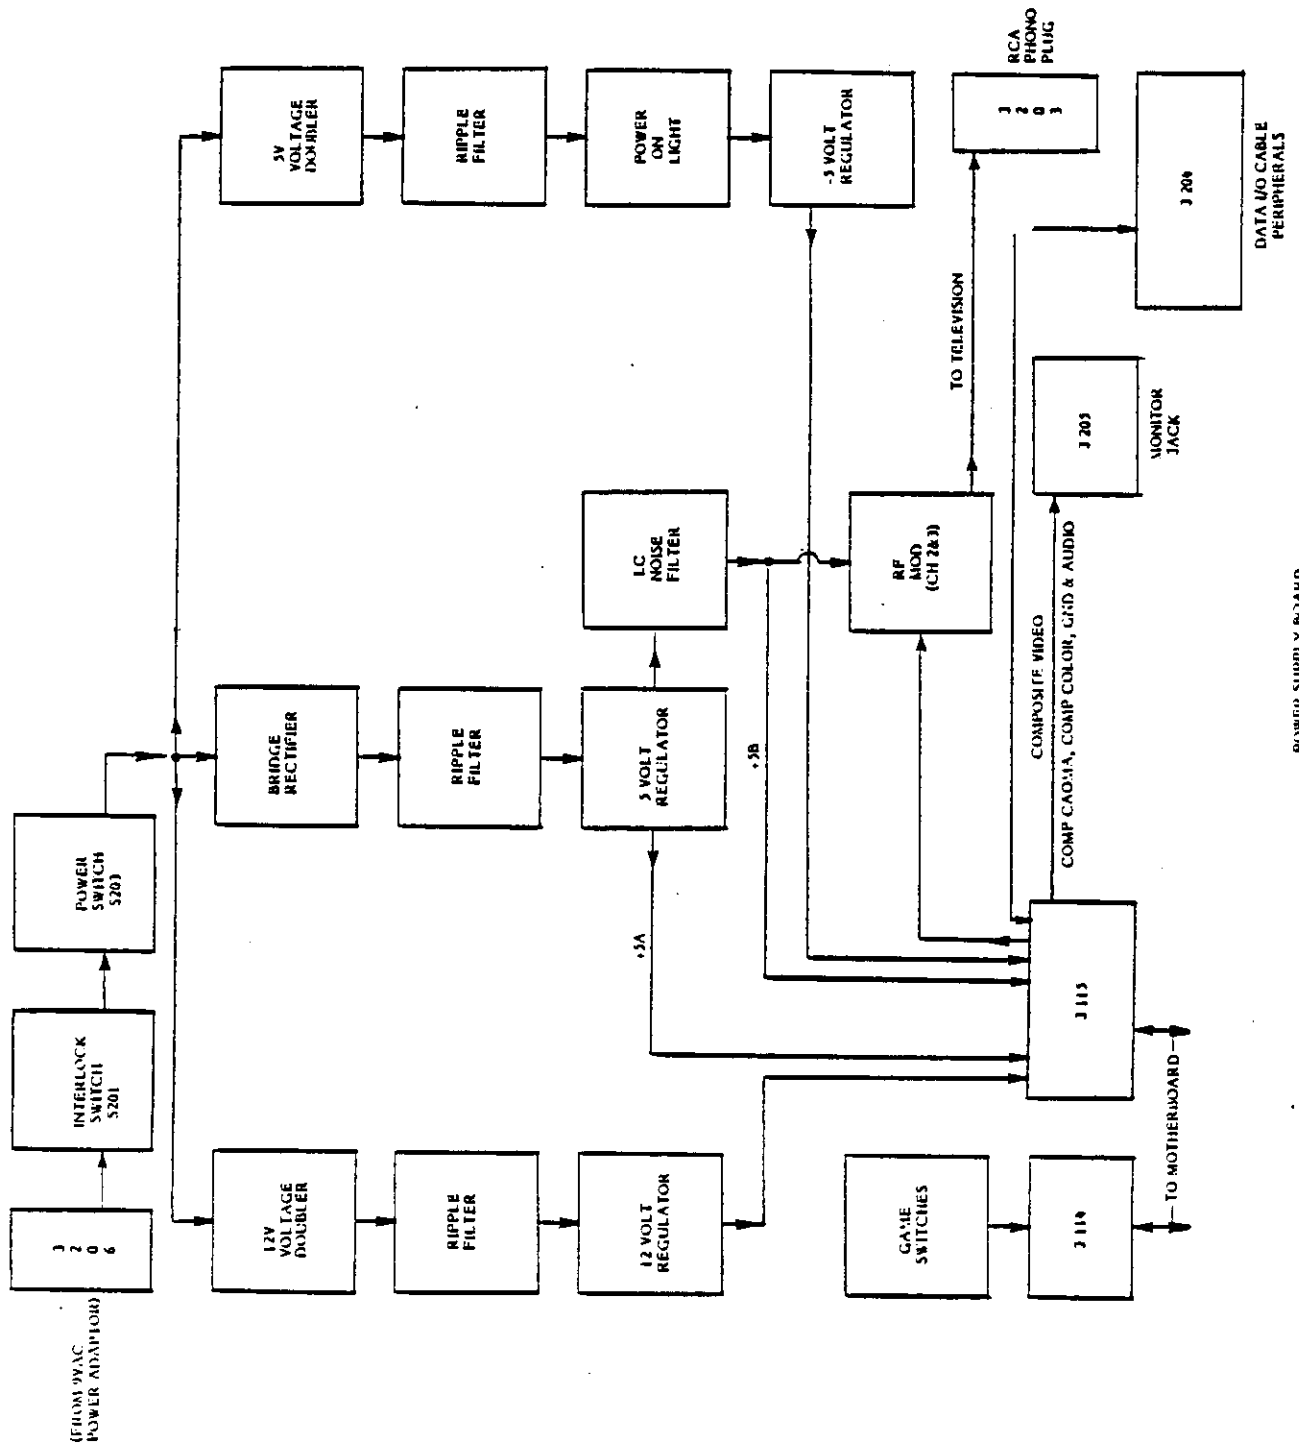 (FROM 9VAC
POWER ADAPTOR)
J
2
0
6
INTERLOCK
SWITCH
S201
POWER
SWITCH
S203
12V
VOLTAGE
DOUBLER
BRIDGE
RECTIFIER
5V
VOLTAGE
DOUBLER
RIPPLE
FILTER
RIPPLE
FILTER
RIPPLE
FILTER
12 VOLT
REGULATOR
5 VOLT
REGULATOR
LC
NOISE
FILTER
POWER
ON
LIGHT
+5A
+5B
-5 VOLT
REGULATOR
GAME
SWITCHES
RF
MOD
(CH 2&3)
TO TELEVISION
J
2
0
3
RCA
PHONO
PLUG
COMPOSITE VIDEO
COMP CAOMA, COMP COLOR, GND & AUDIO
J 114
J 115
J 205
MONITOR
JACK
J 204
DATA I/O CABLE
PERIPHERALS
TO MOTHERBOARD
POWER SUPPLY BOARD